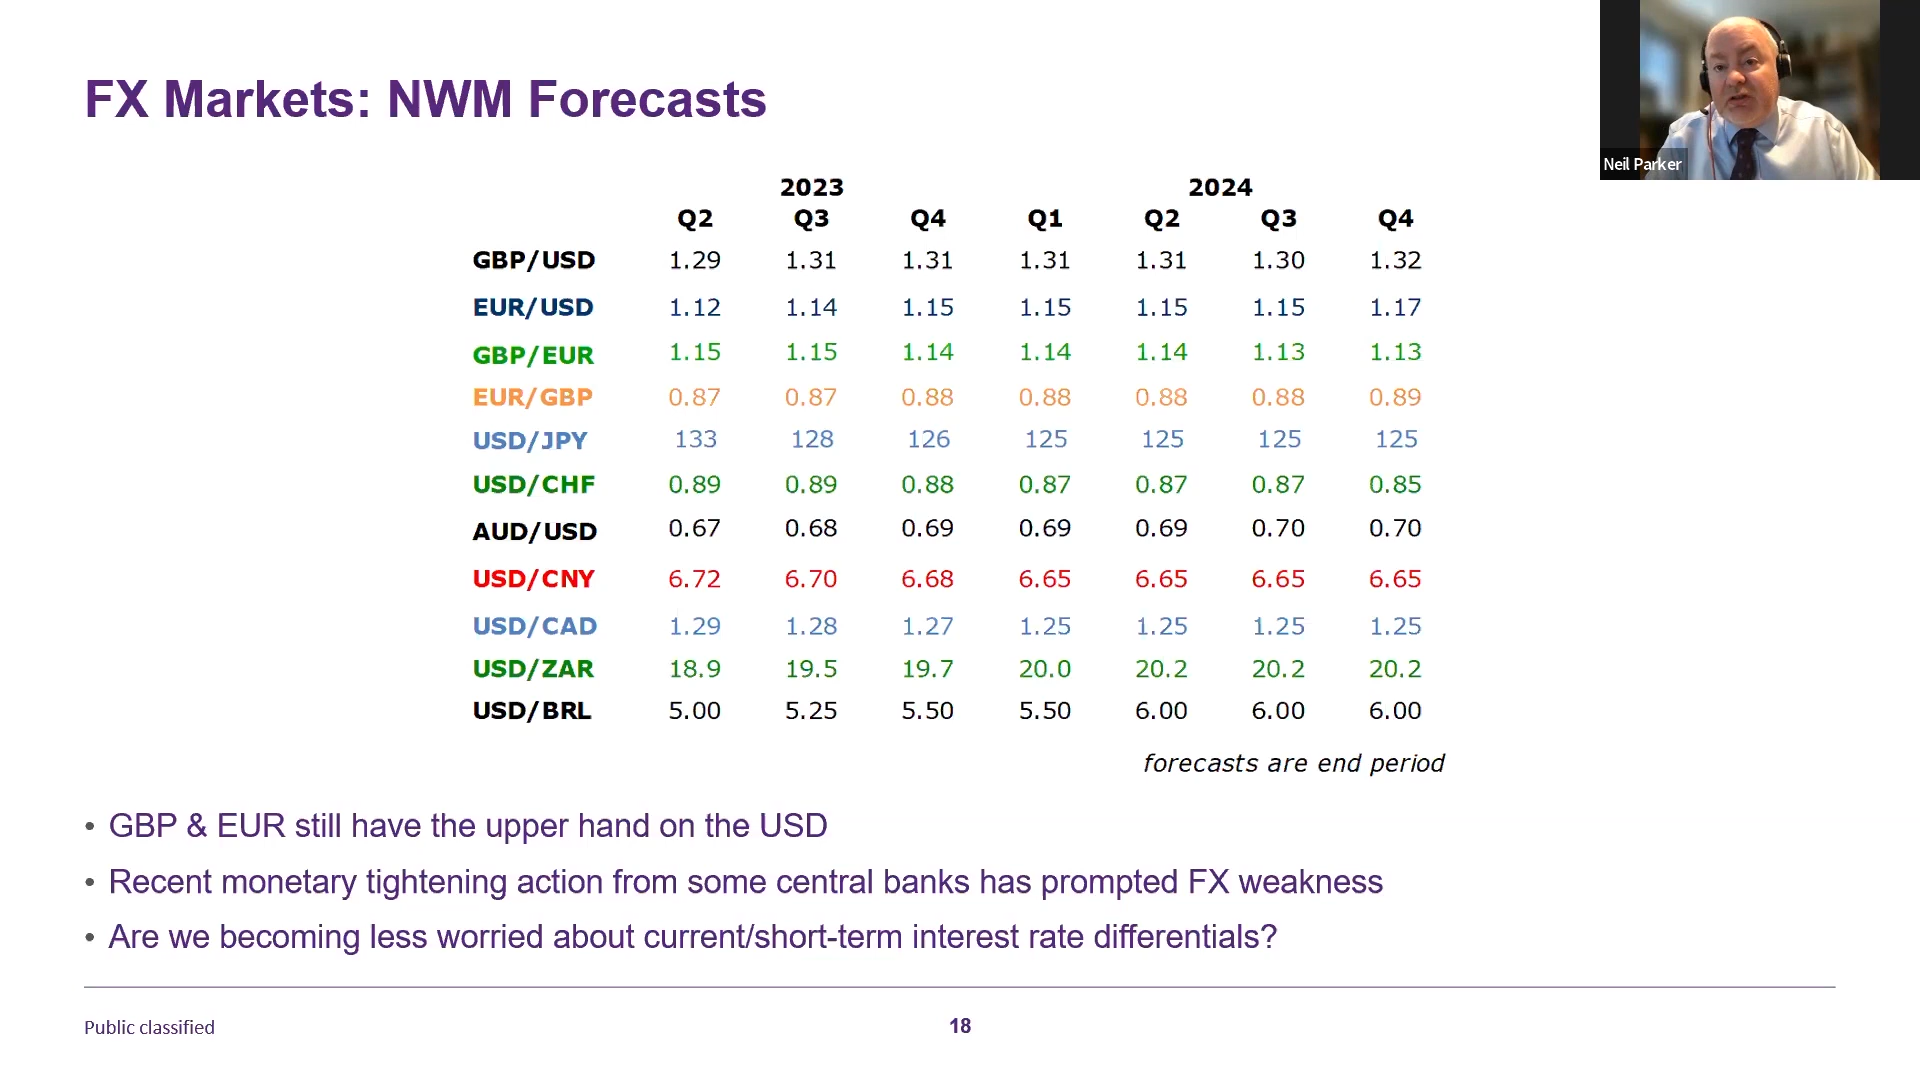 FX Markets: NWM Forecasts
Neil Parker
2023 2024
Q2 Q3 Q4 Q1 Q2 Q3 Q4
GBP/USD 1.29 1.31 1.31 1.31 1.31 1.30 1.32
EUR/USD 1.12 1.14 1.15 1.15 1.15 1.15 1.17
GBP/EUR 1.15 1.15 1.14 1.14 1.14 1.13 1.13
EUR/GBP 0.87 0.87 0.88 0.88 0.88 0.88 0.89
USD/JPY 133 128 126 125 125 125 125
USD/CHF 0.89 0.89 0.88 0.87 0.87 0.87 0.85
AUD/USD 0.67 0.68 0.69 0.69 0.69 0.70 0.70
USD/CNY 6.72 6.70 6.68 6.65 6.65 6.65 6.65
USD/CAD 1.29 1.28 1.27 1.25 1.25 1.25 1.25
USD/ZAR 18.9 19.5 19.7 20.0 20.2 20.2 20.2
USD/BRL 5.00 5.25 5.50 5.50 6.00 6.00 6.00
forecasts are end period
• GBP & EUR still have the upper hand on the USD
• Recent monetary tightening action from some central banks has prompted FX weakness
• Are we becoming less worried about current/short-term interest rate differentials?
Public classified
18